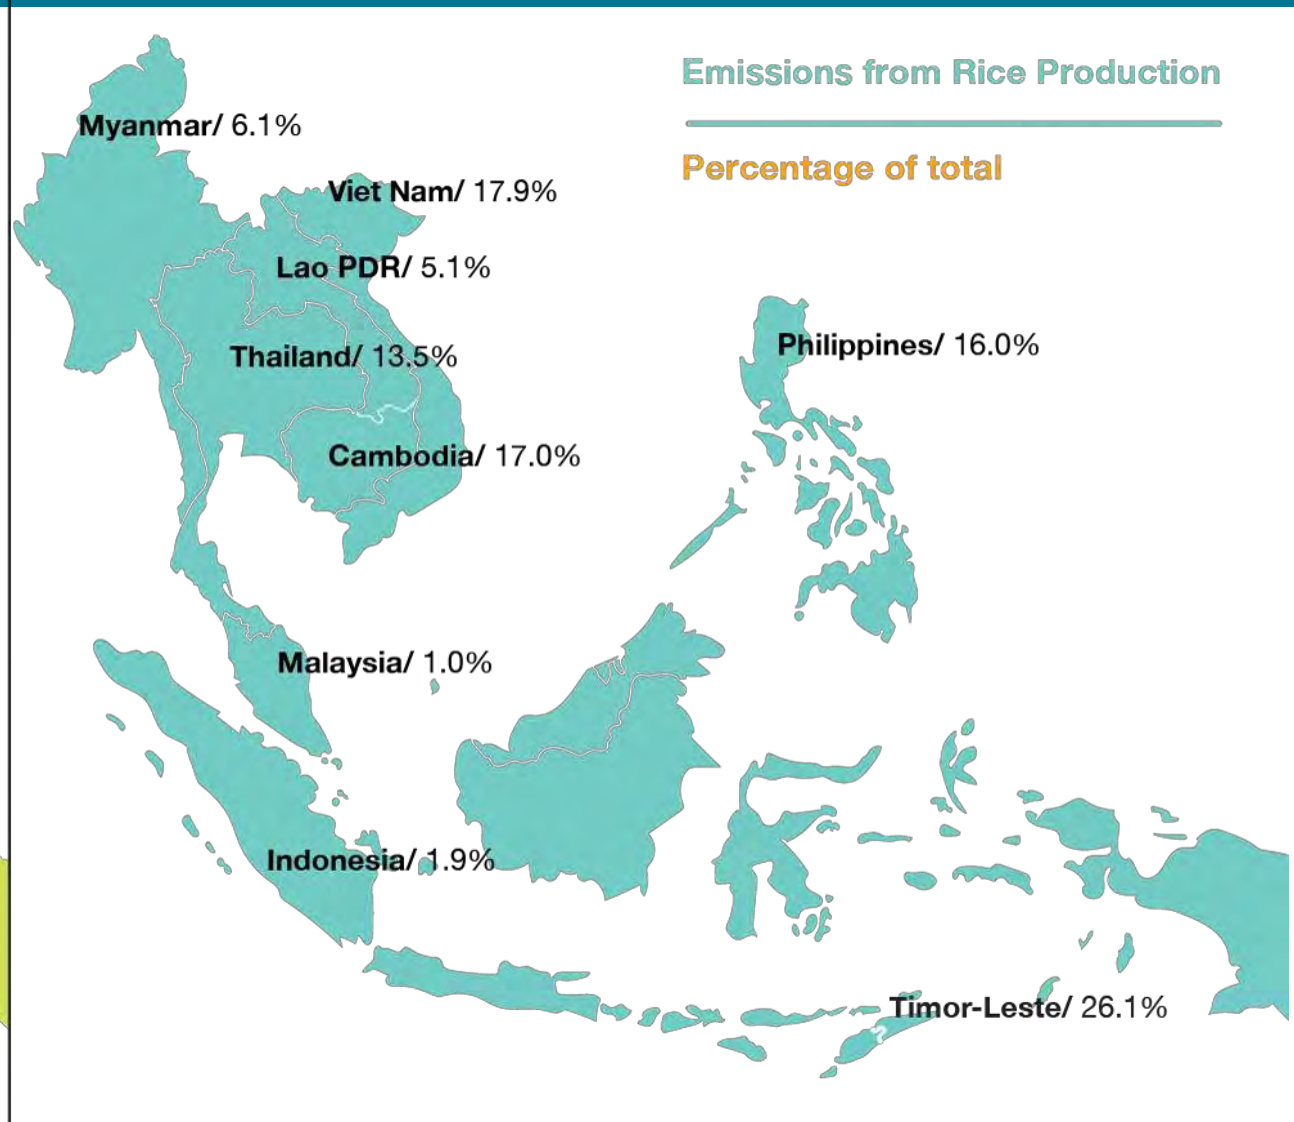 Emissions from Rice Production
Percentage of total
Myanmar/ 6.1%
Viet Nam/ 17.9%
Lao PDR/ 5.1%
Thailand/ 13.5%
Philippines/ 16.0%
Cambodia/ 17.0%
Malaysia/ 1.0%
Indonesia/ 1.9%
Timor-Leste/ 26.1%